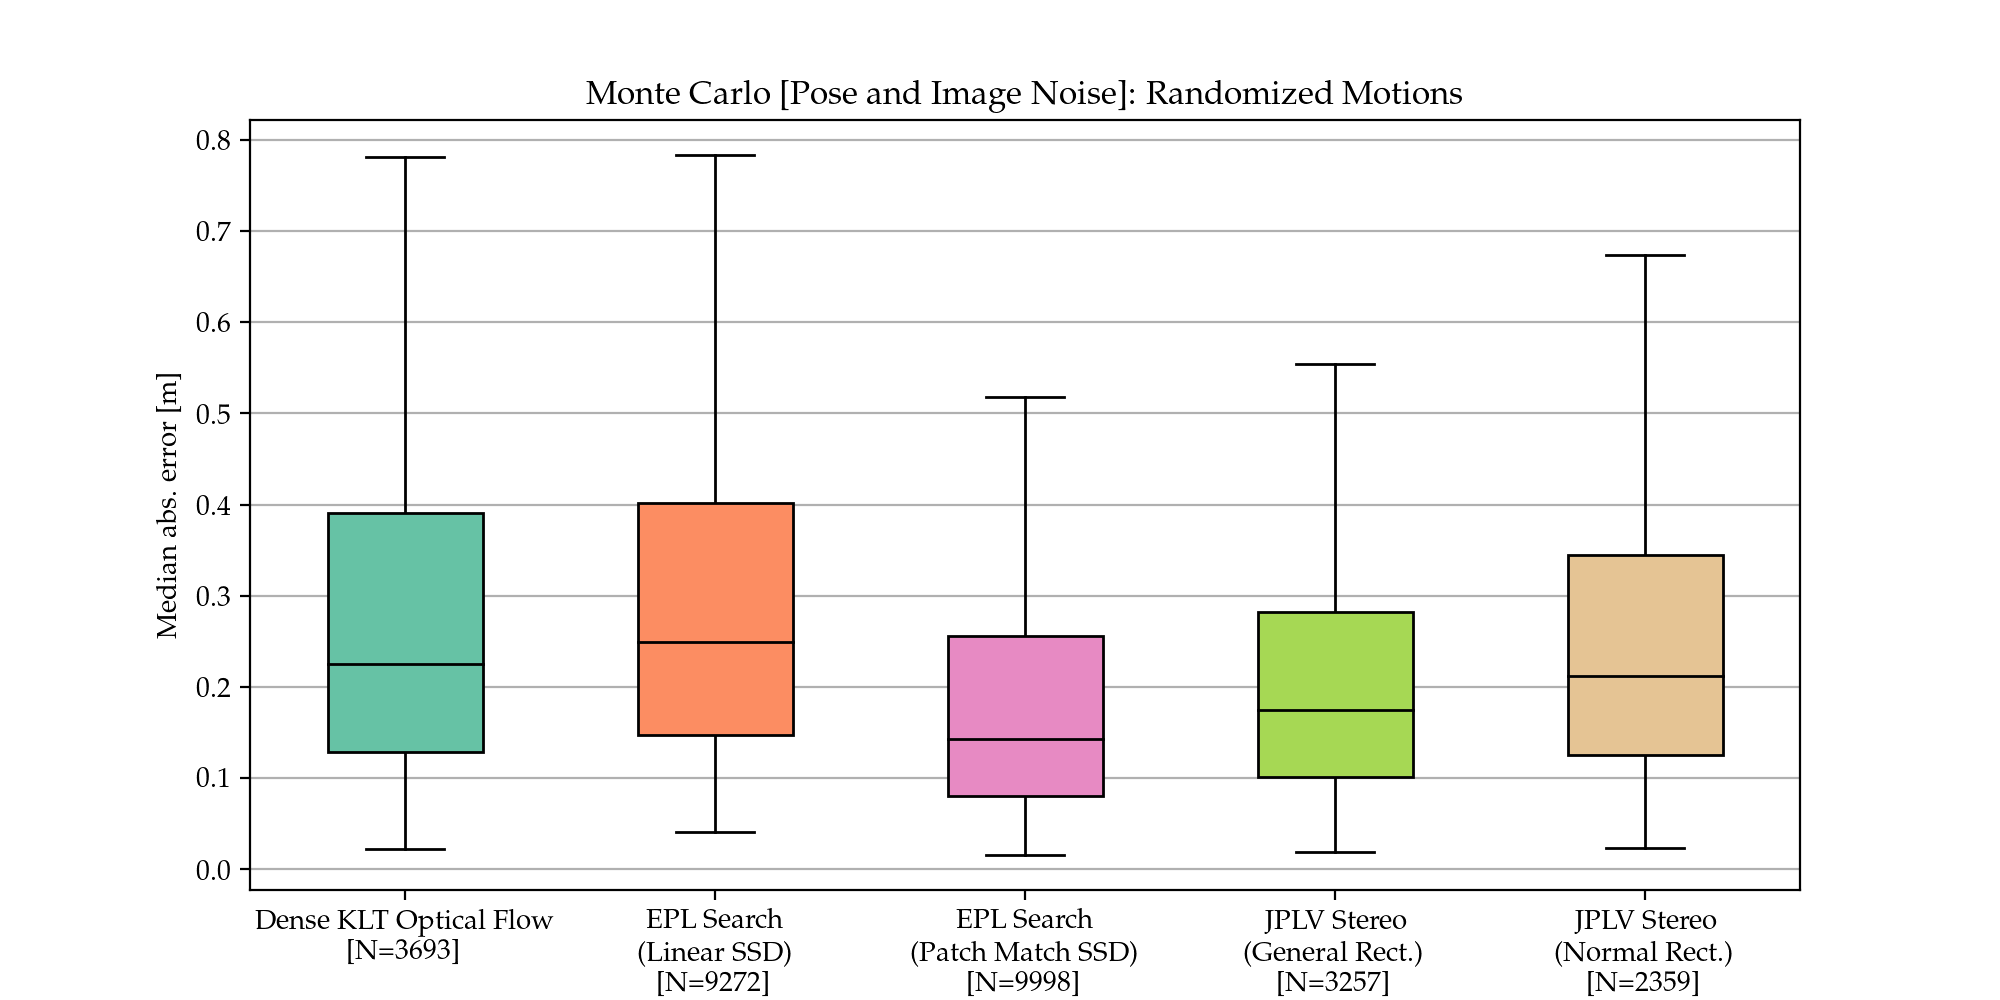 Monte Carlo [Pose and Image Noise]: Randomized Motions
Median abs. error [m]
0.8
0.7
0.6
0.5
0.4
0.3
0.2
0.1
0.0
Dense KLT Optical Flow
[N=3693]
EPL Search
(Linear SSD)
[N=9272]
EPL Search
(Patch Match SSD)
[N=9998]
JPLV Stereo
(General Rect.)
[N=3257]
JPLV Stereo
(Normal Rect.)
[N=2359]